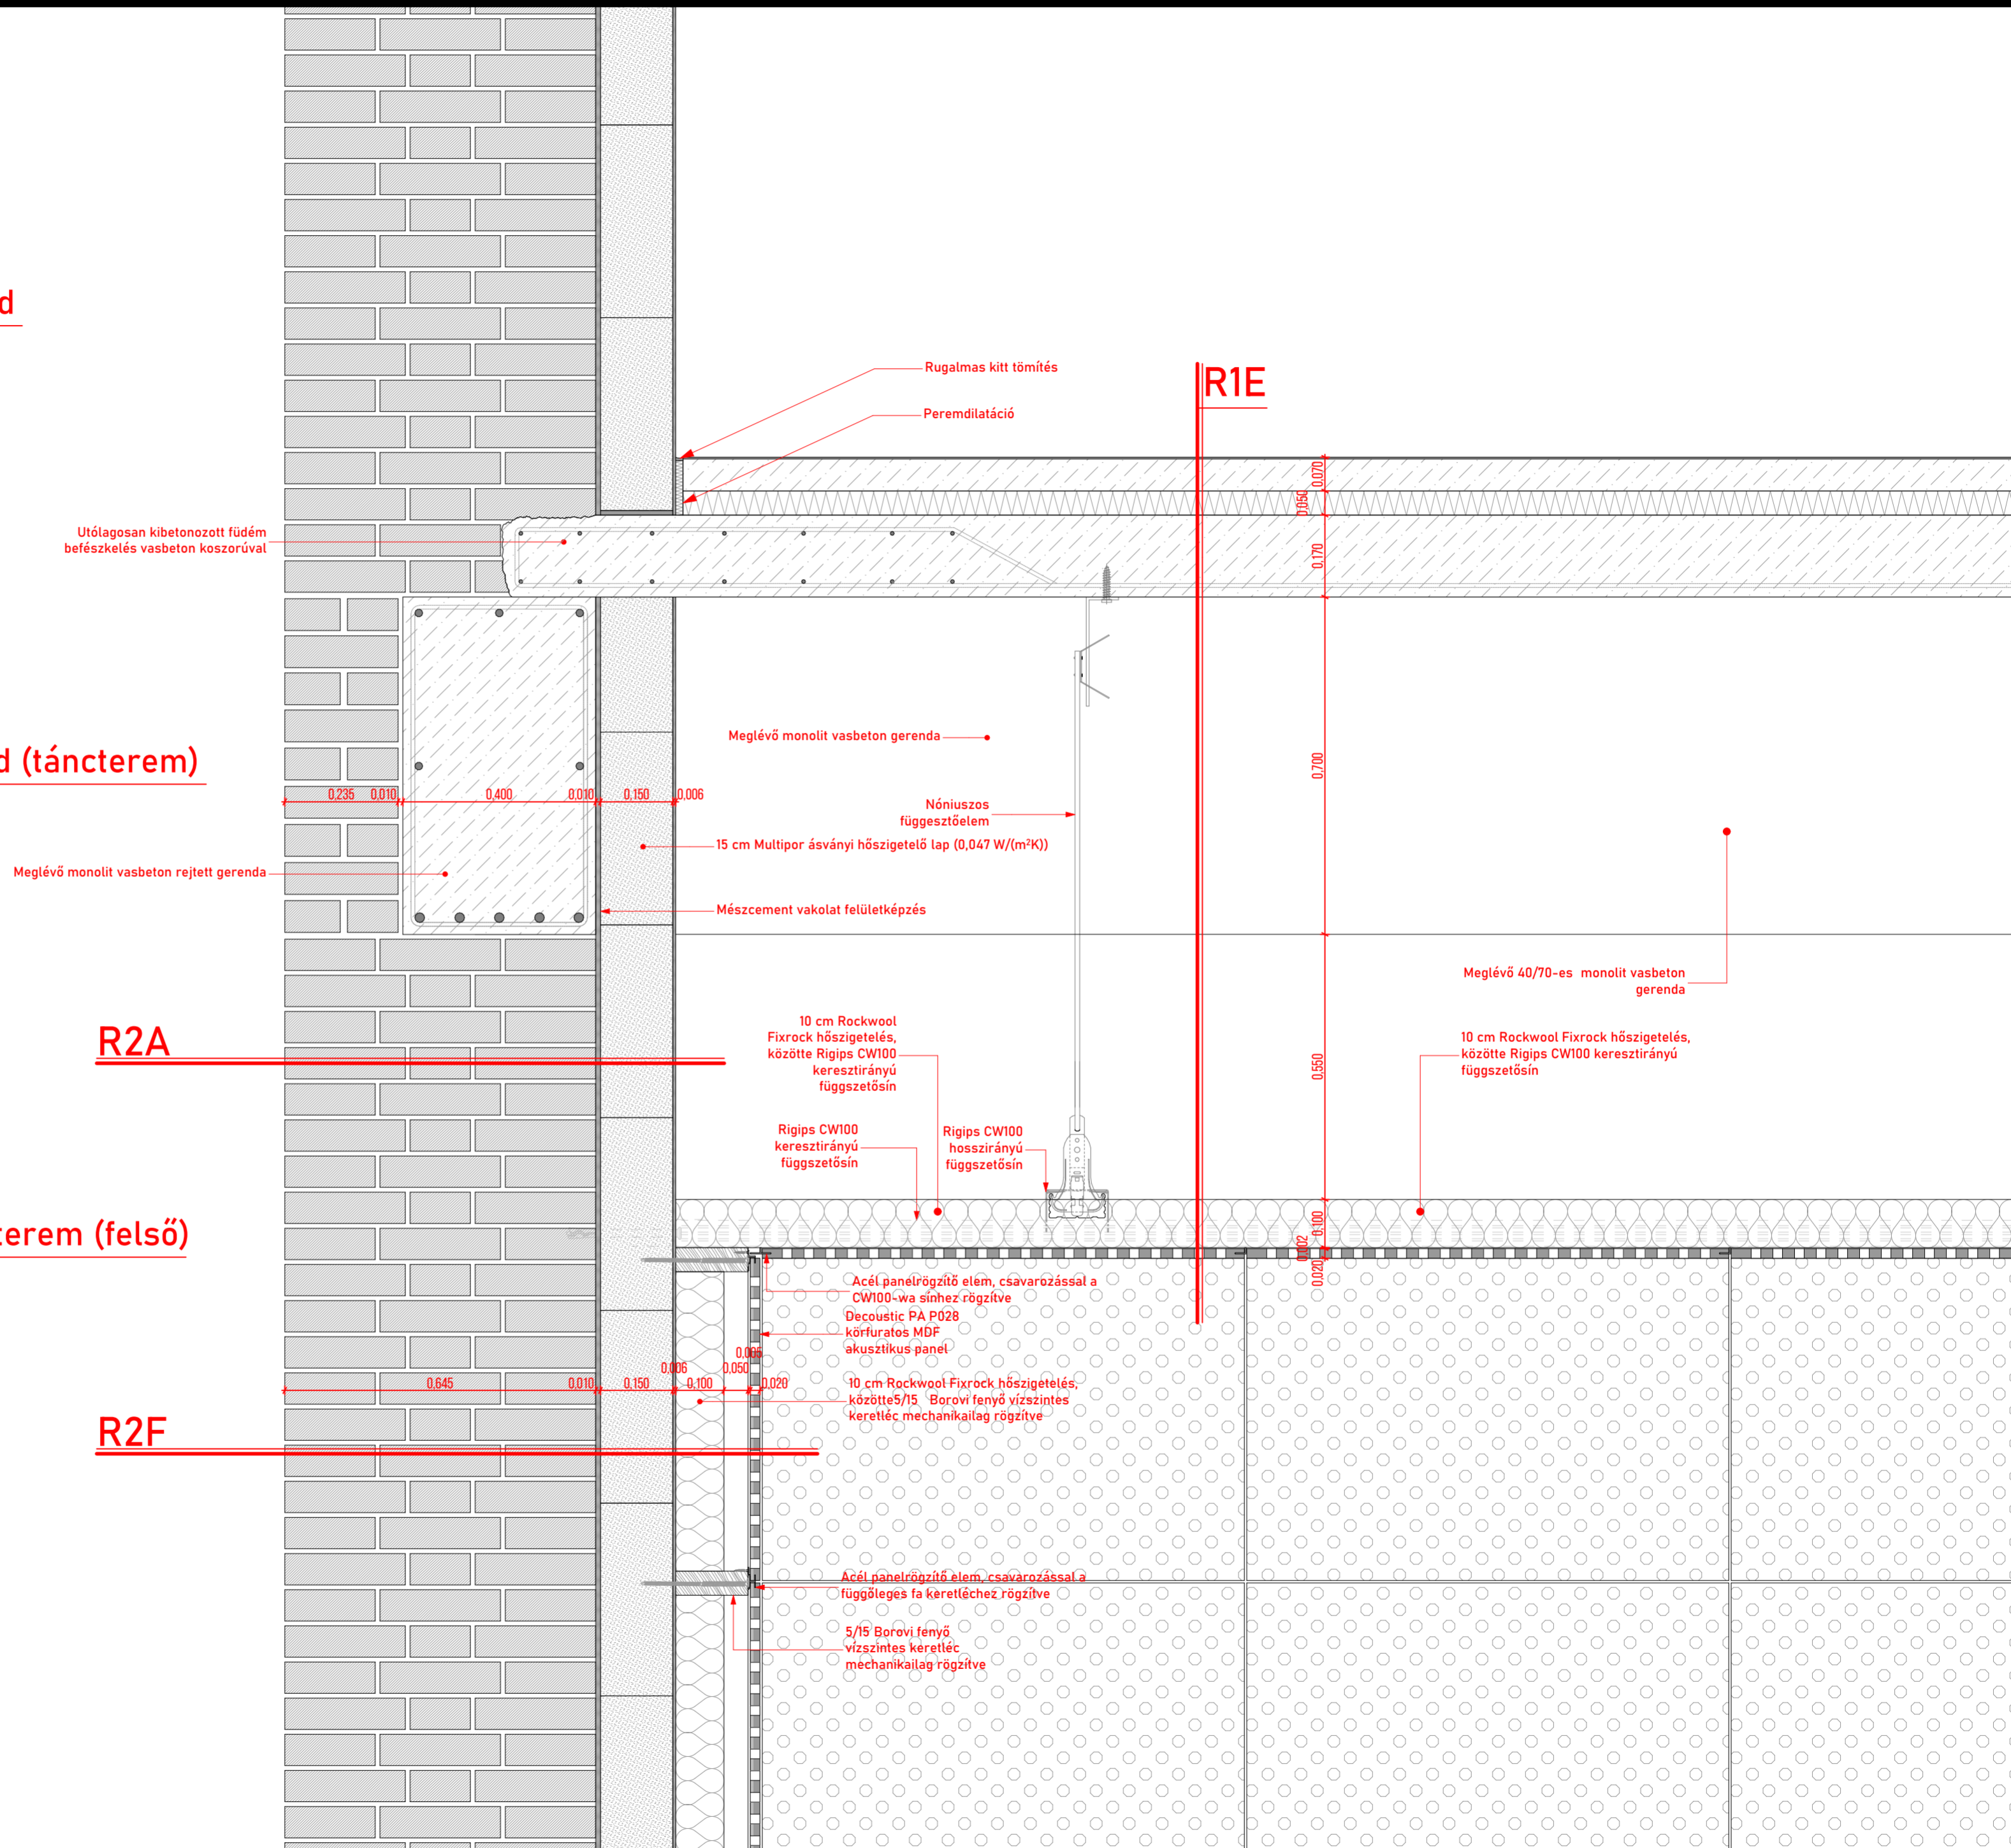 d
Rugalmas kitt tömítés
R1E
Peremdilatáció
0,070
0,050
0,170
Utólagosan kibetonozott födém
befészkelés vasbeton koszorúval
Meglévő monolit vasbeton gerenda
0,700
d (táncterem)
0,235
0,010
0,400
0,010
0,150
0,006
Nóniuszos
függesztőelem
15 cm Multipor ásványi hőszigetelő lap (0,047 W/(m²K))
Meglévő monolit vasbeton rejtett gerenda
Mészcement vakolat felületképzés
Meglévő 40/70-es monolit vasbeton
gerenda
R2A
10 cm Rockwool
Fixrock hőszigetelés,
közötte Rigips CW100
keresztirányú
függszetősín
0,550
10 cm Rockwool Fixrock hőszigetelés,
közötte Rigips CW100 keresztirányú
függszetősín
Rigips CW100
keresztirányú
függszetősín
Rigips CW100
hosszirányú
függszetősín
terem (felső)
0,100
0,002
0,020
Acél panelrögzítő elem, csavarozással a
CW100-wa sínhez rögzítve
Decoustic PA P028
körfuratos MDF
akusztikus panel
0,645
0,010
0,150
0,006
0,100
0,050
0,005
0,020
10 cm Rockwool Fixrock hőszigetelés,
közötte5/15 Borovi fenyő vízszintes
keretléc mechanikailag rögzítve
R2F
Acél panelrögzítő elem, csavarozással a
függőleges fa keretléchez rögzítve
5/15 Borovi fenyő
vízszintes keretléc
mechanikailag rögzítve